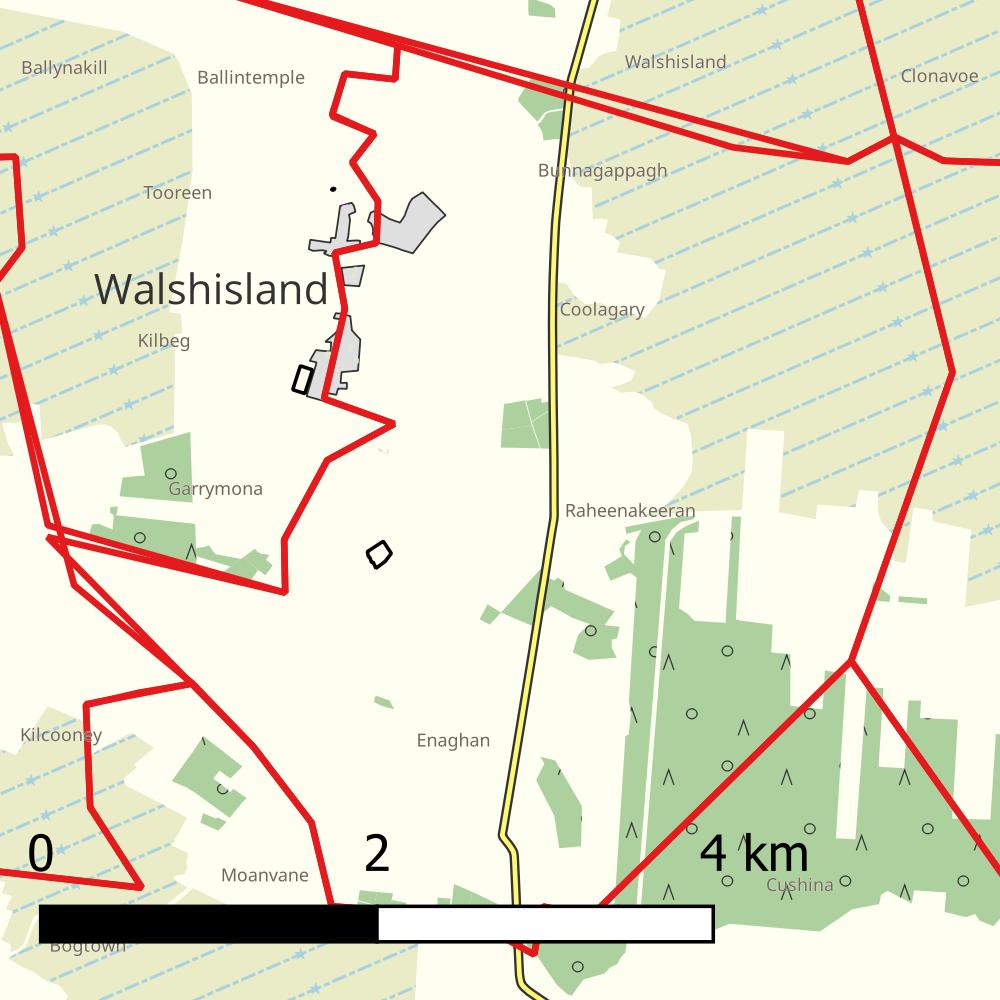 Walshisland
Ballynakill
Ballintemple
Clonavoe
Bunnagappagh
Tooreen
Walshisland
Coolagary
Kilbeg
Garrymona
Raheenakeeran
Kilcooney
Enaghan
0 2 4 km
Moanvane
Cushina
Bogtown